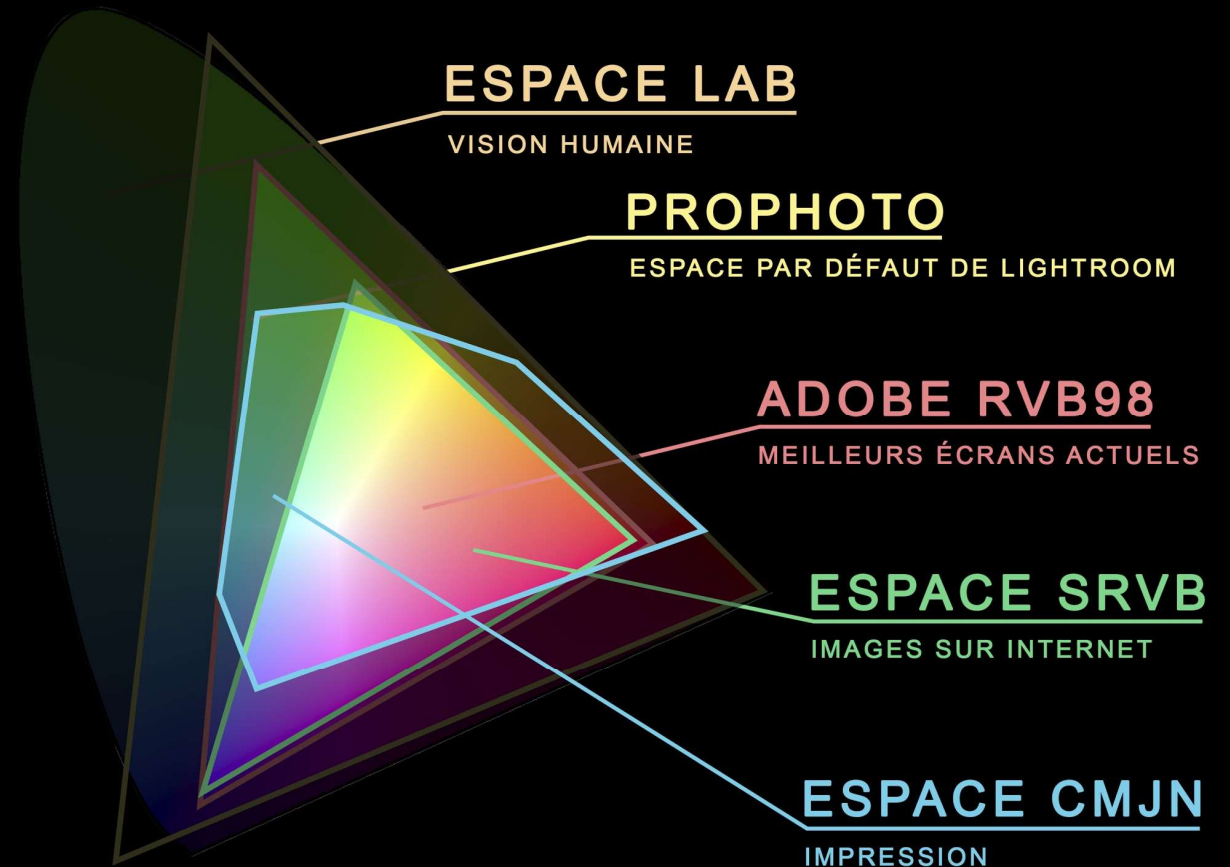 ESPACE LAB
VISION HUMAINE
PROPHOTO
ESPACE PAR DÉFAUT DE LIGHTROOM
ADOBE RVB98
MEILLEURS ÉCRANS ACTUELS
ESPACE SRVB
IMAGES SUR INTERNET
ESPACE CMJN
IMPRESSION